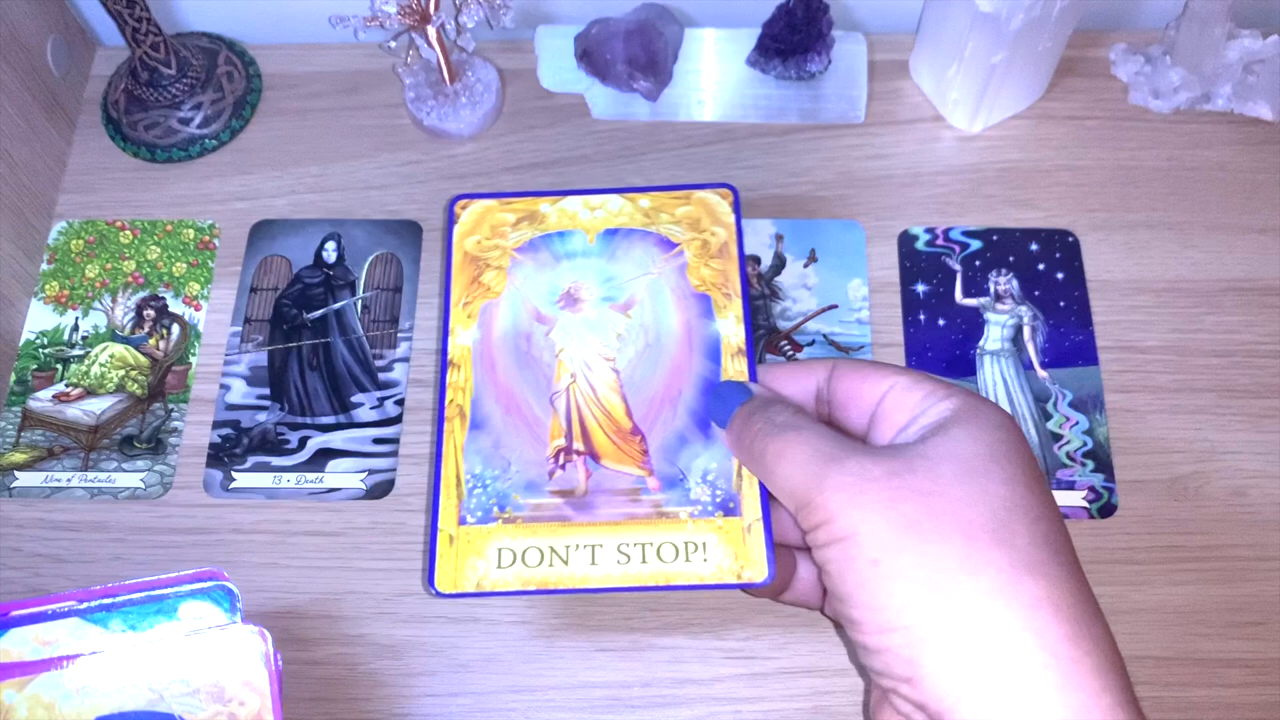 Nine of Pentacles
13 • Death
DON'T STOP!